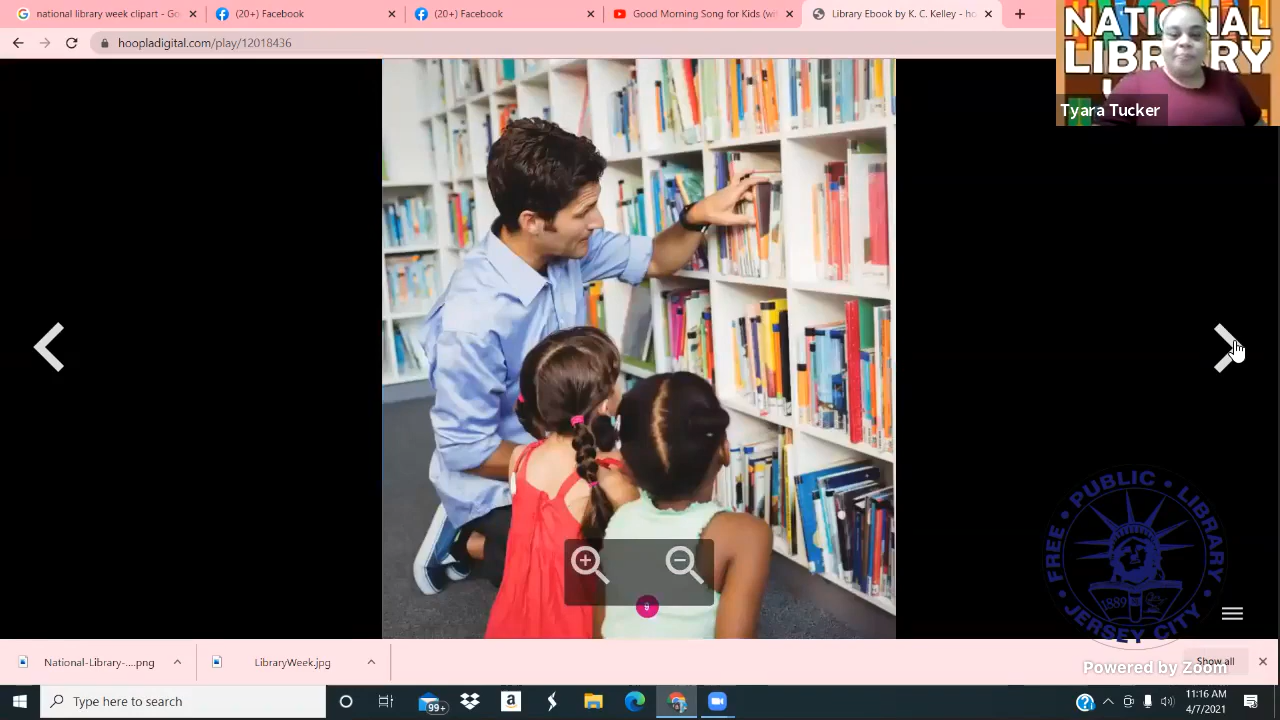 national library week clipart - Go
(20+) Facebook
(20+) Facebook
Good Morning Song for Kids (wi
Library Ebook by K. C. Kelley - ho
hoopladigital.com/play/12018436
NATIONAL
LIBRARY
Tyara Tucker
9
FREE • PUBLIC • LIBRARY • JERSEY CITY •
1889
Powered by Zoom
National-Library-....png
LibraryWeek.jpg
Show all
Type here to search
99+
11:16 AM
4/7/2021